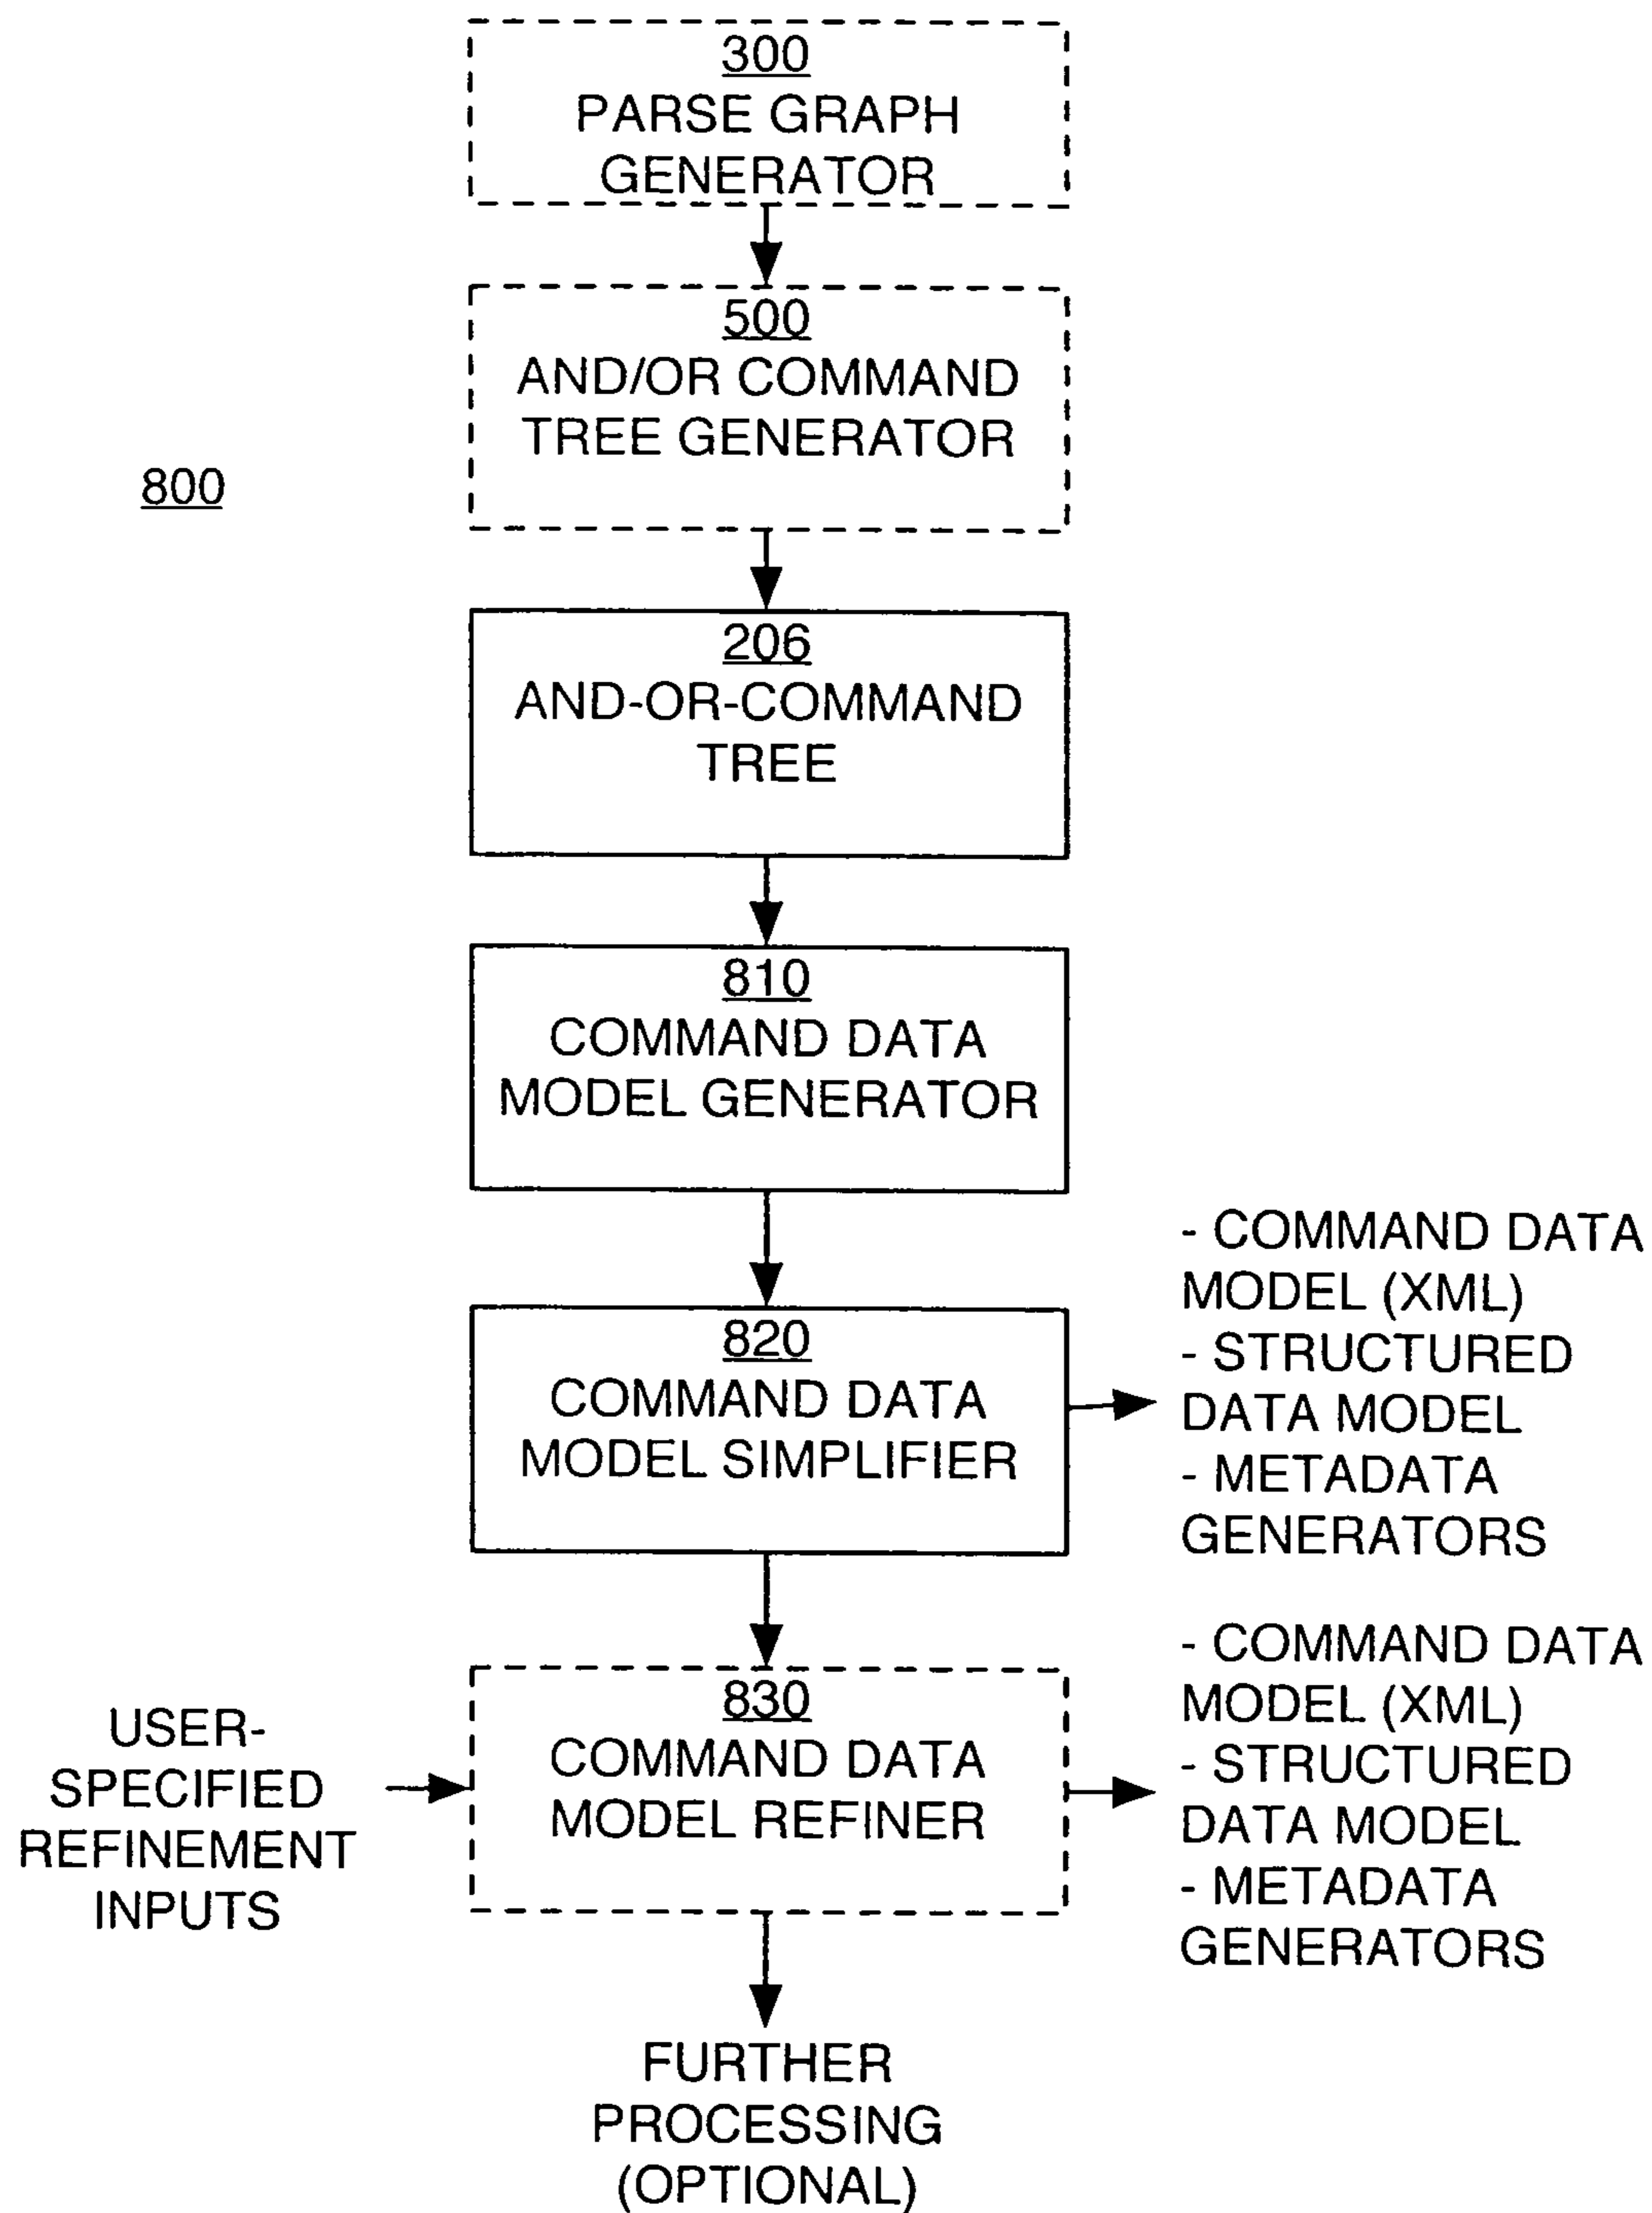 300
PARSE GRAPH
GENERATOR
500
AND/OR COMMAND
TREE GENERATOR
800
206
AND-OR-COMMAND
TREE
810
COMMAND DATA
MODEL GENERATOR
820
COMMAND DATA
MODEL SIMPLIFIER
- COMMAND DATA
MODEL (XML)
- STRUCTURED
DATA MODEL
- METADATA
GENERATORS
USER-
SPECIFIED
REFINEMENT
INPUTS
830
COMMAND DATA
MODEL REFINER
- COMMAND DATA
MODEL (XML)
- STRUCTURED
DATA MODEL
- METADATA
GENERATORS
FURTHER
PROCESSING
(OPTIONAL)